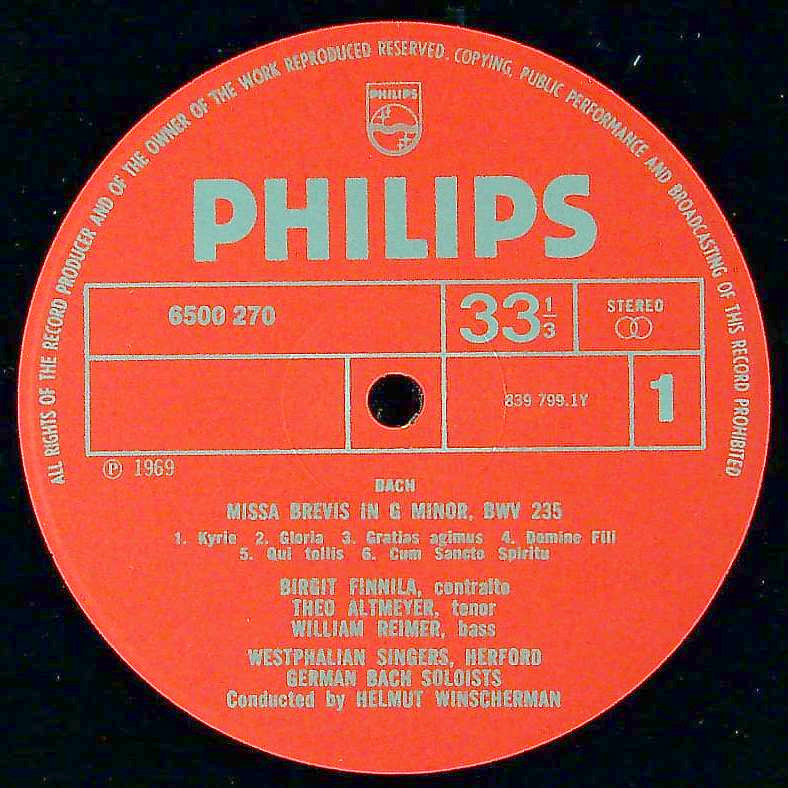 ALL RIGHTS OF THE RECORD PRODUCER AND OF THE OWNER OF THE WORK REPRODUCED RESERVED. COPYING, PUBLIC PERFORMANCE AND BROADCASTING OF THIS RECORD PROHIBITED
PHILIPS
PHILIPS
6500 270
33 1/3
STEREO
839 799.1Y
1
℗ 1969
BACH
MISSA BREVIS IN G MINOR, BWV 235
1. Kyrie 2. Gloria 3. Gratias agimus 4. Domine Fili
5. Qui tollis 6. Cum Sancto Spiritu
BIRGIT FINNILA, contralto
THEO ALTMEYER, tenor
WILLIAM REIMER, bass
WESTPHALIAN SINGERS, HERFORD
GERMAN BACH SOLOISTS
Conducted by HELMUT WINSCHERMAN